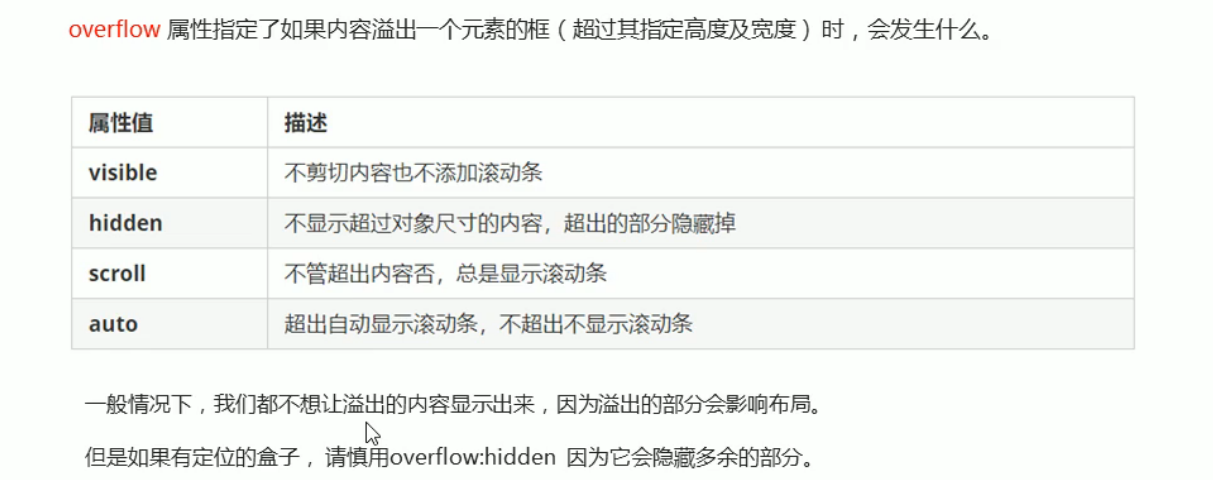 overflow 属性指定了如果内容溢出一个元素的框（超过其指定高度及宽度）时，会发生什么。
属性值 描述
visible 不剪切内容也不添加滚动条
hidden 不显示超过对象尺寸的内容，超出的部分隐藏掉
scroll 不管超出内容否，总是显示滚动条
auto 超出自动显示滚动条，不超出不显示滚动条
一般情况下，我们都不想让溢出的内容显示出来，因为溢出的部分会影响布局。
但是如果有定位的盒子，请慎用overflow:hidden 因为它会隐藏多余的部分。